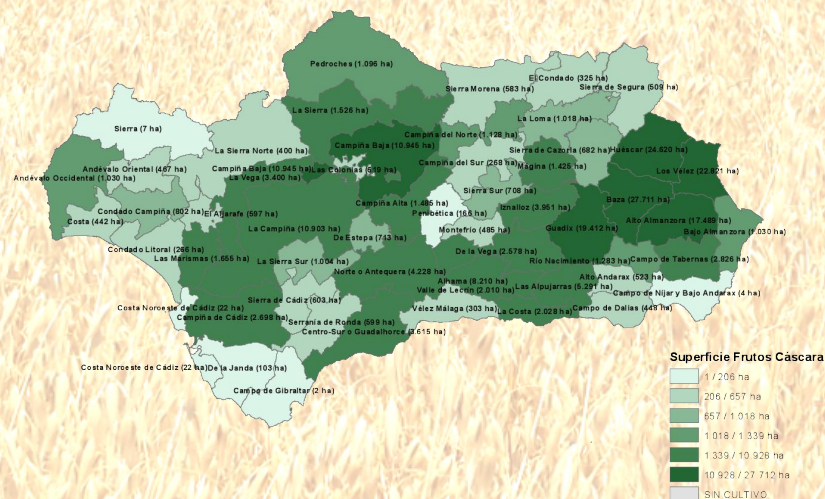 Pedroches (1.096 ha)
El Condado (325 ha)
Sierra Morena (583 ha)
Sierra de Segura (509 ha)
La Sierra (1.526 ha)
La Loma (1.018 ha)
Sierra (7 ha)
Campiña del Norte (1.128 ha)
Campiña Baja (10.945 ha)
La Sierra Norte (400 ha)
Sierra de Cazorla (682 ha)
Huéscar (24.620 ha)
Campiña del Sur (268 ha)
Mágina (1.425 ha)
Andévalo Oriental (467 ha)
Campiña Baja (10.945 ha)
Las Colonias (519 ha)
Los Vélez (22.821 ha)
Andévalo Occidental (1.030 ha)
La Vega (3.400 ha)
Sierra Sur (708 ha)
Baza (27.711 ha)
Campiña Alta (1.485 ha)
Iznalloz (3.951 ha)
Condado Campiña (802 ha)
El Aljarafe (597 ha)
Penibética (166 ha)
Costa (442 ha)
Alto Almanzora (17.489 ha)
La Campiña (10.903 ha)
Montefrío (485 ha)
Guadix (19.412 ha)
Bajo Almanzora (1.030 ha)
De Estepa (743 ha)
Condado Litoral (266 ha)
De la Vega (2.578 ha)
Las Marismas (1.655 ha)
La Sierra Sur (1.004 ha)
Río Nacimiento (1.283 ha)
Campo de Tabernas (2.826 ha)
Norte o Antequera (4.228 ha)
Alto Andarax (523 ha)
Alhama (8.210 ha)
Valle de Lecrín (2.010 ha)
Las Alpujarras (5.291 ha)
Campo de Níjar y Bajo Andarax (4 ha)
Sierra de Cádiz (603 ha)
Costa Noroeste de Cádiz (22 ha)
Vélez Málaga (303 ha)
La Costa (2.028 ha)
Campo de Dalías (448 ha)
Campiña de Cádiz (2.698 ha)
Serranía de Ronda (599 ha)
Centro-Sur o Guadalhorce (3.615 ha)
Costa Noroeste de Cádiz (22 ha)
De la Janda (103 ha)
Campo de Gibraltar (2 ha)
Superficie Frutos Cáscara
1 / 206 ha
206 / 657 ha
657 / 1.018 ha
1.018 / 1.339 ha
1.339 / 10.928 ha
10.928 / 27.712 ha
SIN CULTIVO